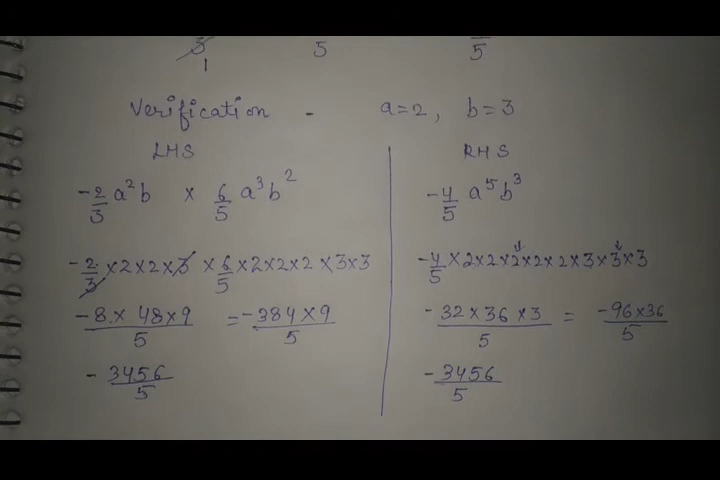 3 5 5
1
Verification - a=2, b=3
LHS RHS
-2/3 a²b × 6/5 a³b² -4/5 a⁵b³
-2/3 ×2×2×3 ×6/5 ×2×2×2×3×3 -4/5 ×2×2×2×2×2×3×3×3
-8×48×9/5 = -384×9/5 -32×36×3/5 = -96×36/5
-3456/5 -3456/5